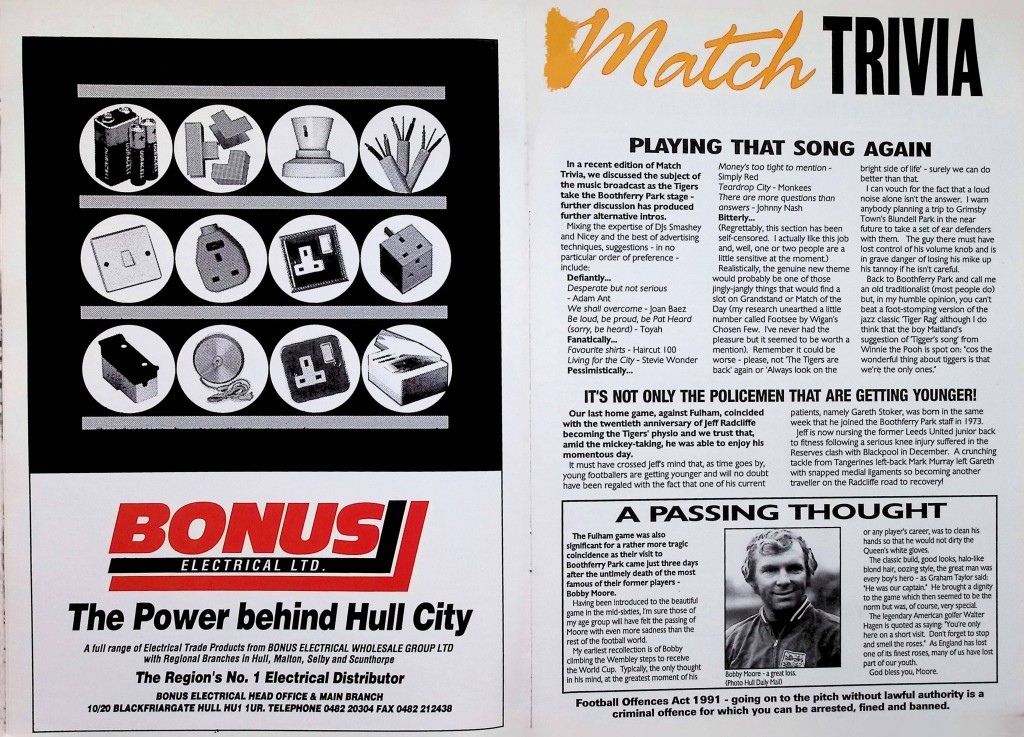 BONUS
ELECTRICAL LTD.
The Power behind Hull City
A full range of Electrical Trade Products from BONUS ELECTRICAL WHOLESALE GROUP LTD
with Regional Branches in Hull, Malton, Selby and Scunthorpe
The Region's No. 1 Electrical Distributor
BONUS ELECTRICAL HEAD OFFICE & MAIN BRANCH
10/20 BLACKFRIARGATE HULL HU1 1UR. TELEPHONE 0482 20304 FAX 0482 212438
Match TRIVIA
PLAYING THAT SONG AGAIN
In a recent edition of Match
Trivia, we discussed the subject of
the music broadcast as the Tigers
take the Boothferry Park stage -
further discussion has produced
further alternative intros.
Mixing the expertise of DJs Smashey
and Nicey and the best of advertising
techniques, suggestions - in no
particular order of preference -
include:
Defiantly...
Desperate but not serious
- Adam Ant
We shall overcome - Joan Baez
Be loud, be proud, be Pat Heard
(sorry, be heard) - Toyah
Fanatically...
Favourite shirts - Haircut 100
Living for the City - Stevie Wonder
Pessimistically...
Money's too tight to mention -
Simply Red
Teardrop City - Monkees
There are more questions than
answers - Johnny Nash
Bitterly...
(Regrettably, this section has been
self-censored. I actually like this job
and, well, one or two people are a
little sensitive at the moment.)
Realistically, the genuine new theme
would probably be one of those
jingly-jangly things that would find a
slot on Grandstand or Match of the
Day (my research unearthed a little
number called Footsee by Wigan's
Chosen Few. I've never had the
pleasure but it seemed to be worth a
mention). Remember it could be
worse - please, not 'The Tigers are
back' again or 'Always look on the
bright side of life' - surely we can do
better than that.
I can vouch for the fact that a loud
noise alone isn't the answer. I warn
anybody planning a trip to Grimsby
Town's Blundell Park in the near
future to take a set of ear defenders
with them. The guy there must have
lost control of his volume knob and is
in grave danger of losing his mike up
his tannoy if he isn't careful.
Back to Boothferry Park and call me
an old traditionalist (most people do)
but, in my humble opinion, you can't
beat a foot-stomping version of the
jazz classic 'Tiger Rag' although I do
think that the boy Maitland's
suggestion of 'Tigger's song' from
Winnie the Pooh is spot on: "cos the
wonderful thing about tiggers is that
we're the only ones."
IT'S NOT ONLY THE POLICEMEN THAT ARE GETTING YOUNGER!
Our last home game, against Fulham, coincided
with the twentieth anniversary of Jeff Radcliffe
becoming the Tigers' physio and we trust that,
amid the mickey-taking, he was able to enjoy his
momentous day.
It must have crossed Jeff's mind that, as time goes by,
young footballers are getting younger and will no doubt
have been regaled with the fact that one of his current
patients, namely Gareth Stoker, was born in the same
week that he joined the Boothferry Park staff in 1973.
Jeff is now nursing the former Leeds United junior back
to fitness following a serious knee injury suffered in the
Reserves clash with Blackpool in December. A crunching
tackle from Tangerines left-back Mark Murray left Gareth
with snapped medial ligaments so becoming another
traveller on the Radcliffe road to recovery!
A PASSING THOUGHT
The Fulham game was also
significant for a rather more tragic
coincidence as their visit to
Boothferry Park came just three days
after the untimely death of the most
famous of their former players -
Bobby Moore.
Having been introduced to the beautiful
game in the mid-sixties, I'm sure those of
my age group will have felt the passing of
Moore with even more sadness than the
rest of the football world.
My earliest recollection is of Bobby
climbing the Wembley steps to receive
the World Cup. Typically, the only thought
in his mind, at the greatest moment of his
Bobby Moore - a great loss.
(Photo Hull Daily Mail)
or any player's career, was to clean his
hands so that he would not dirty the
Queen's white gloves.
The classic build, good looks, halo-like
blond hair, oozing style, the great man was
every boy's hero - as Graham Taylor said:
"He was our captain." He brought a dignity
to the game which then seemed to be the
norm but was, of course, very special.
The legendary American golfer Walter
Hagen is quoted as saying: "You're only
here on a short visit. Don't forget to stop
and smell the roses." As England has lost
one of its finest roses, many of us have lost
part of our youth.
God bless you, Moore.
Football Offences Act 1991 - going on to the pitch without lawful authority is a
criminal offence for which you can be arrested, fined and banned.